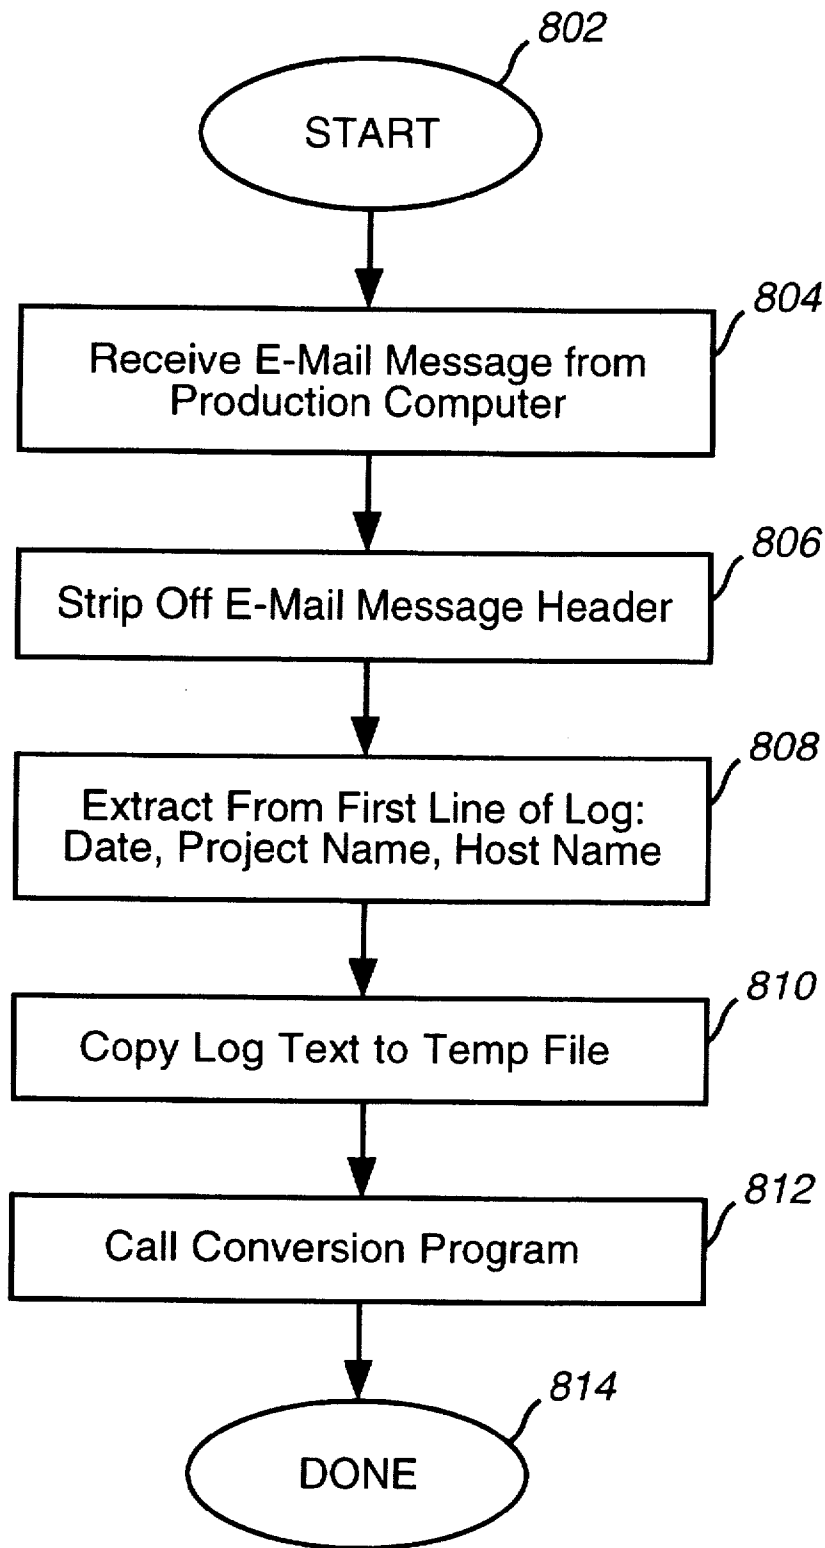 802
START
804
Receive E-Mail Message from
Production Computer
806
Strip Off E-Mail Message Header
808
Extract From First Line of Log:
Date, Project Name, Host Name
810
Copy Log Text to Temp File
812
Call Conversion Program
814
DONE